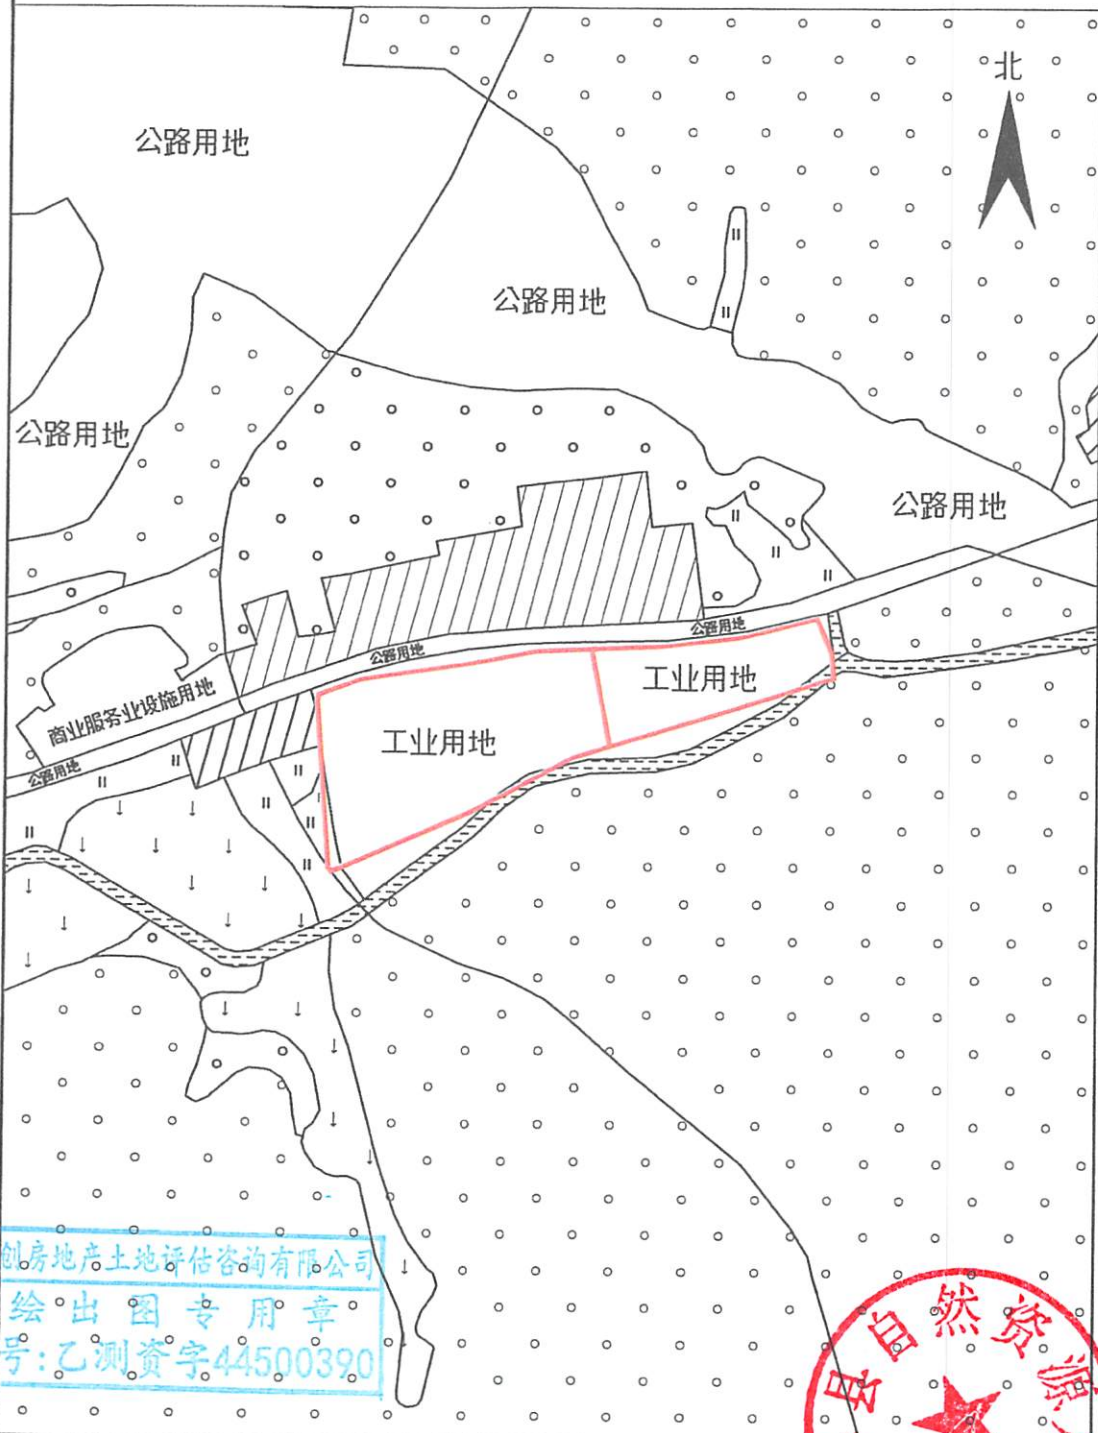 北
公路用地
公路用地
公路用地
公路用地
公路用地
公路用地
工业用地
商业服务业设施用地
工业用地
公路用地
创房地产土地评估咨询有限公司
绘出图专用章
号:乙测资字44500390
县自然资源